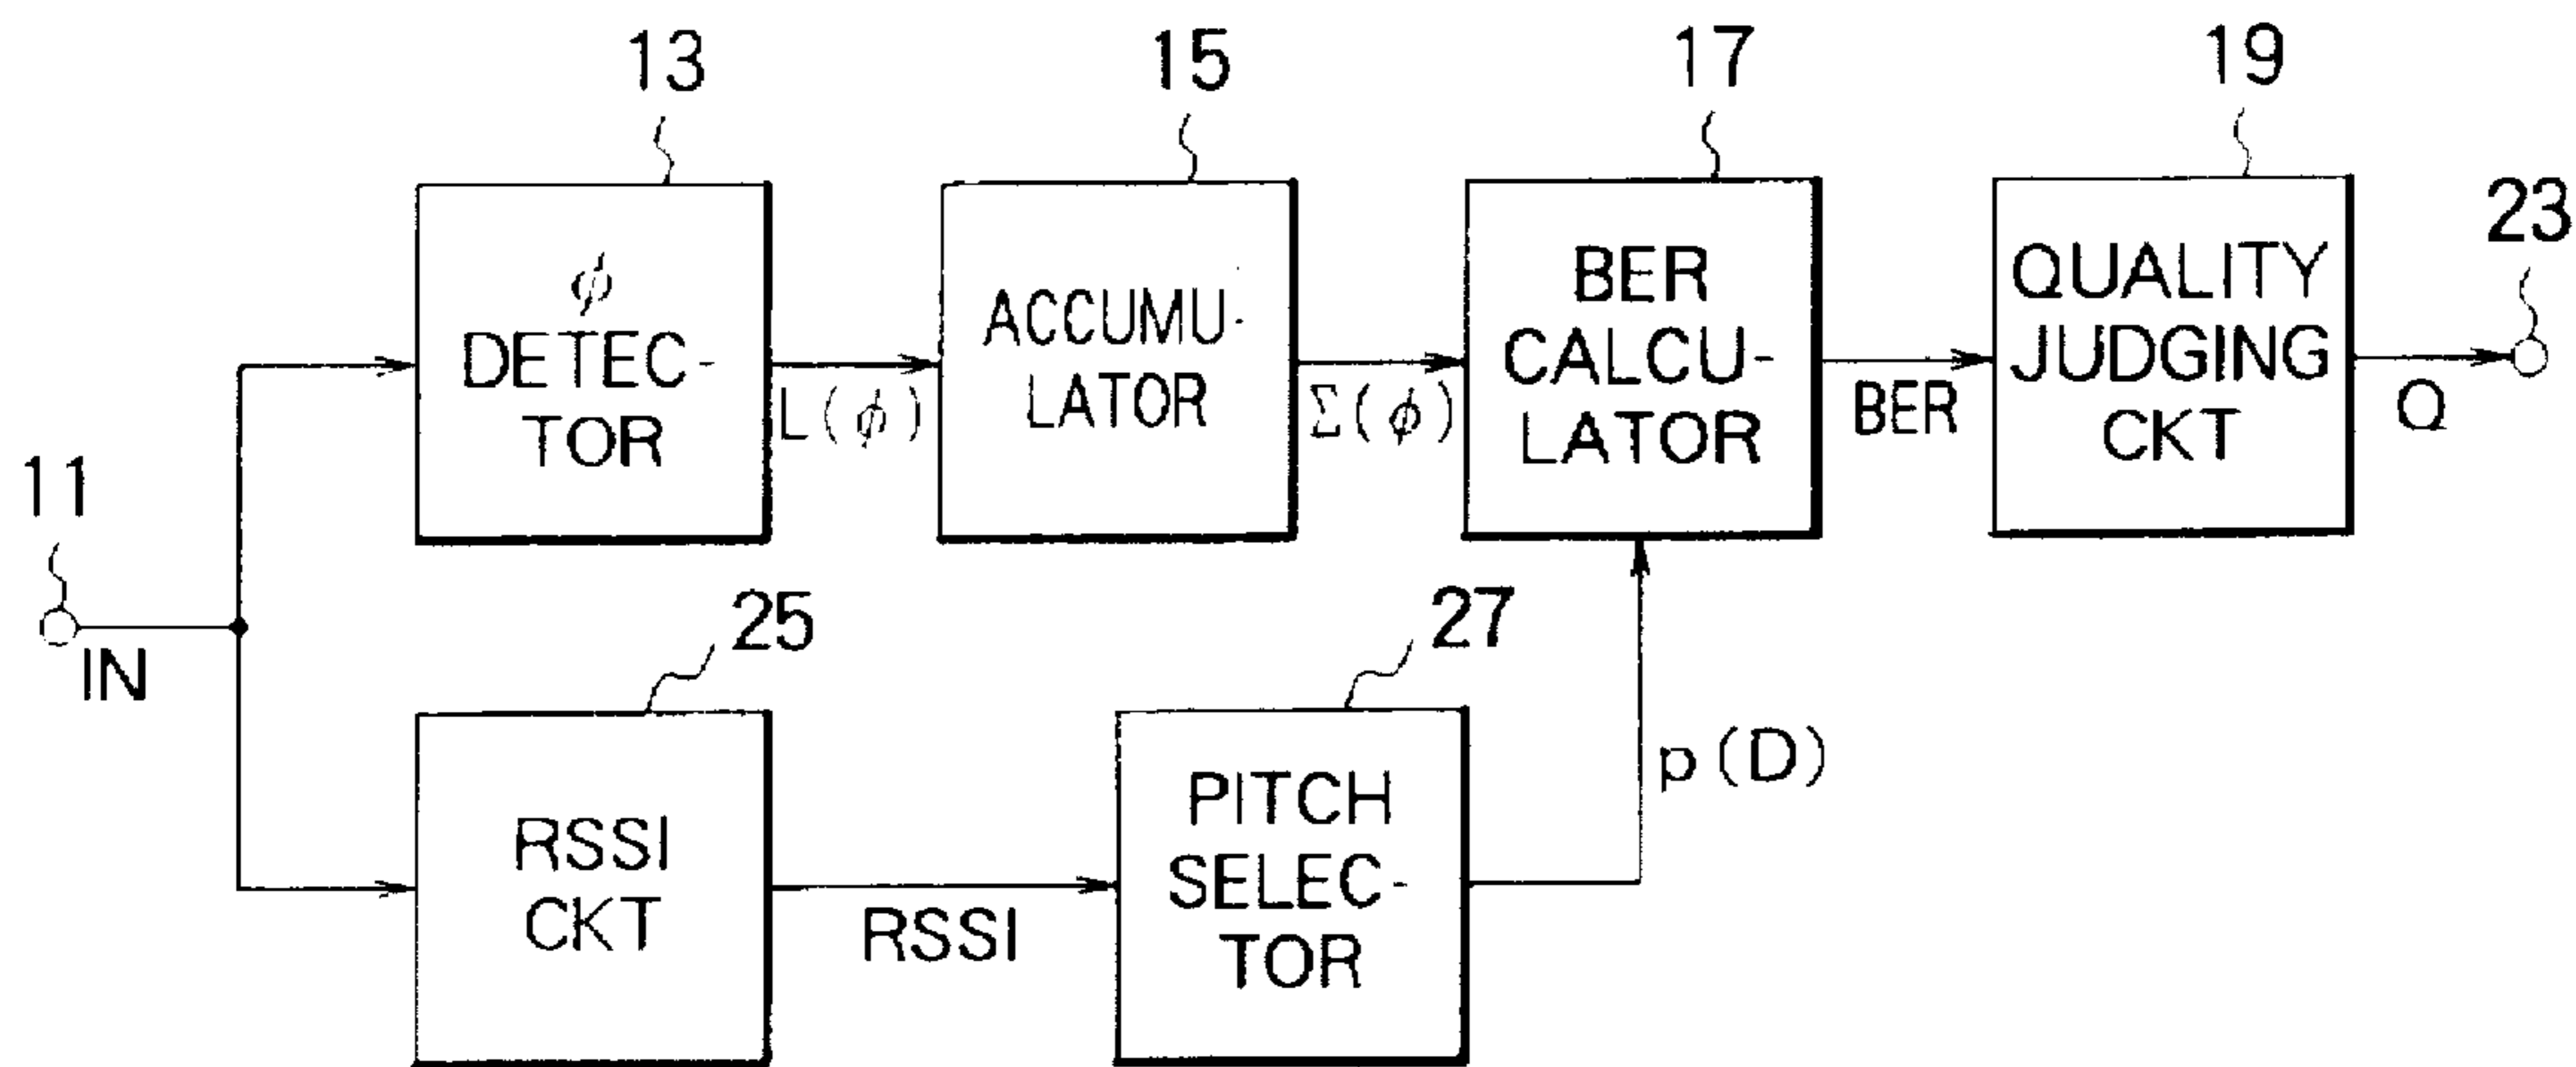 13
15
17
19
23
φ
DETEC-
TOR
L(φ)
ACCUMU-
LATOR
Σ(φ)
BER
CALCU-
LATOR
BER
QUALITY
JUDGING
CKT
Q
11
IN
25
27
RSSI
CKT
RSSI
PITCH
SELEC-
TOR
p(D)